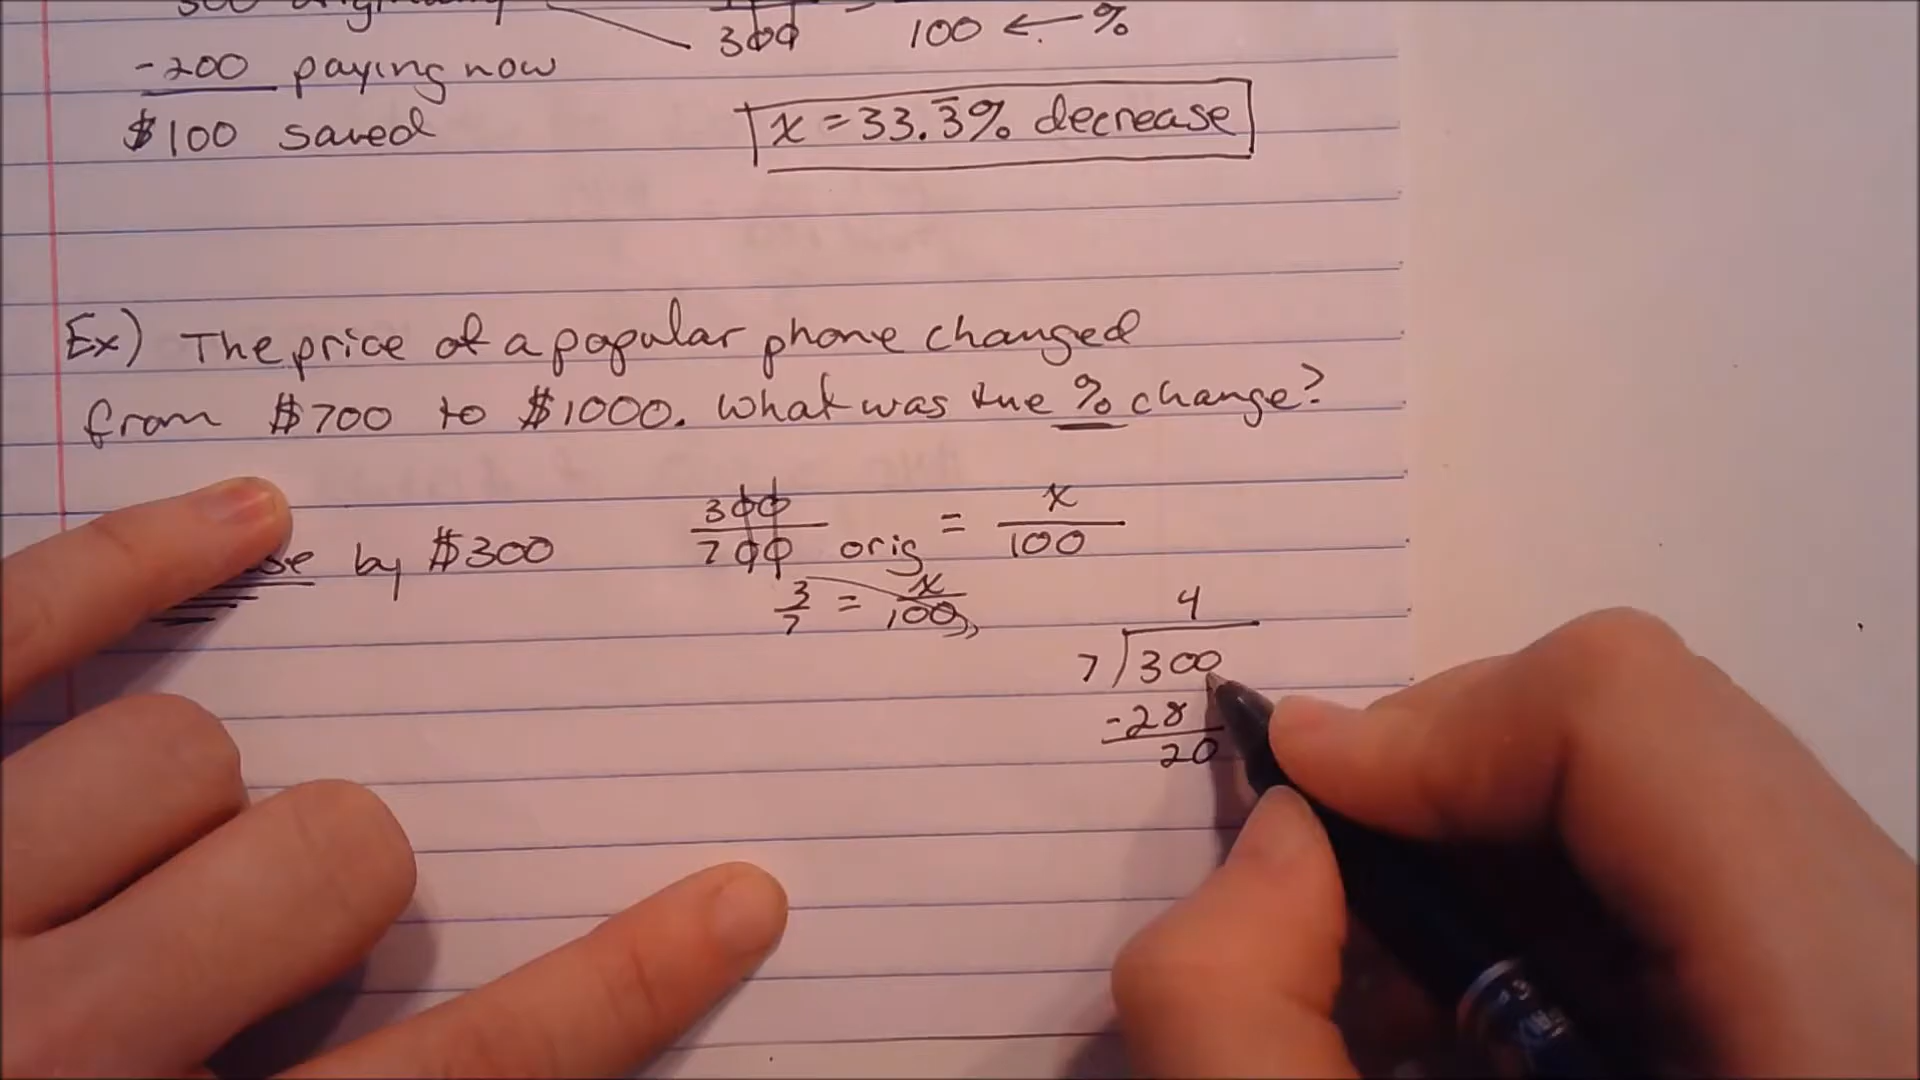 300
300
100 ← %
-200 paying now
$100 saved
x = 33.3̅% decrease
Ex) The price of a popular phone changed
from $700 to $1000. What was the % change?
se by $300
300/700 orig = x/100
3/7 = x/100
4
7)300
-28
20